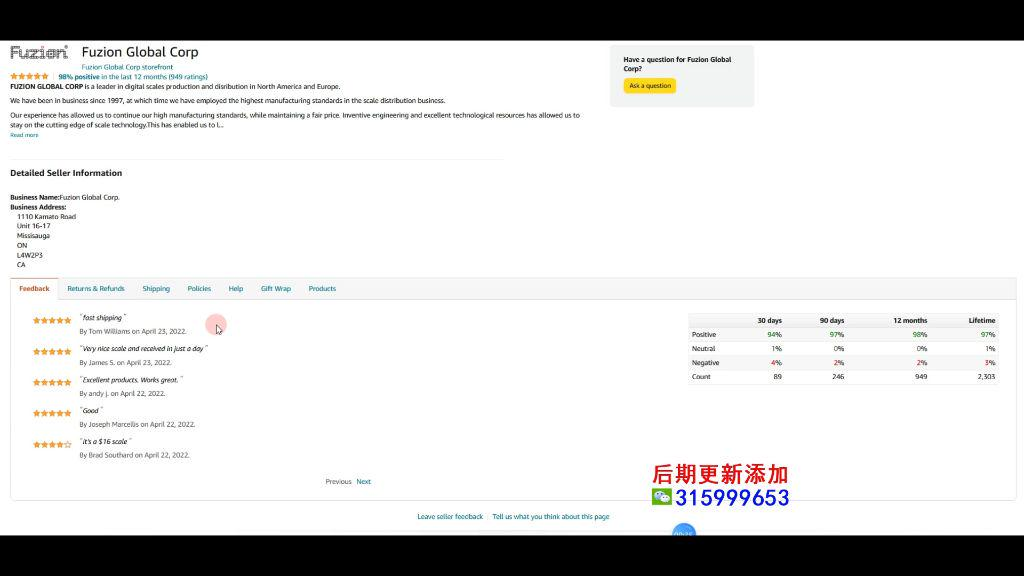 Fuzion
Fuzion Global Corp
Fuzion Global Corp storefront
98% positive in the last 12 months (949 ratings)
FUZION GLOBAL CORP is a leader in digital scales production and disribution in North America and Europe.
We have been in business since 1997, at which time we have employed the highest manufacturing standards in the scale distribution business.
Our experience has allowed us to continue our high manufacturing standards, while maintaining a fair price. Inventive engineering and excellent technological resources has allowed us to
stay on the cutting edge of scale technology.This has enabled us to l...
Read more
Have a question for Fuzion Global
Corp?
Ask a question
Detailed Seller Information
Business Name:Fuzion Global Corp.
Business Address:
1110 Kamato Road
Unit 16-17
Missisauga
ON
L4W2P3
CA
Feedback Returns & Refunds Shipping Policies Help Gift Wrap Products
"fast shipping"
By Tom Williams on April 23, 2022.
"Very nice scale and received in just a day"
By James S. on April 23, 2022.
"Excellent products. Works great."
By andy j. on April 22, 2022.
"Good"
By Joseph Marcellis on April 22, 2022.
"it's a $16 scale"
By Brad Southard on April 22, 2022.
Previous Next
30 days 90 days 12 months Lifetime
Positive 94% 97% 98% 97%
Neutral 1% 0% 0% 1%
Negative 4% 2% 2% 3%
Count 89 246 949 2,303
后期更新添加
315999653
Leave seller feedback Tell us what you think about this page